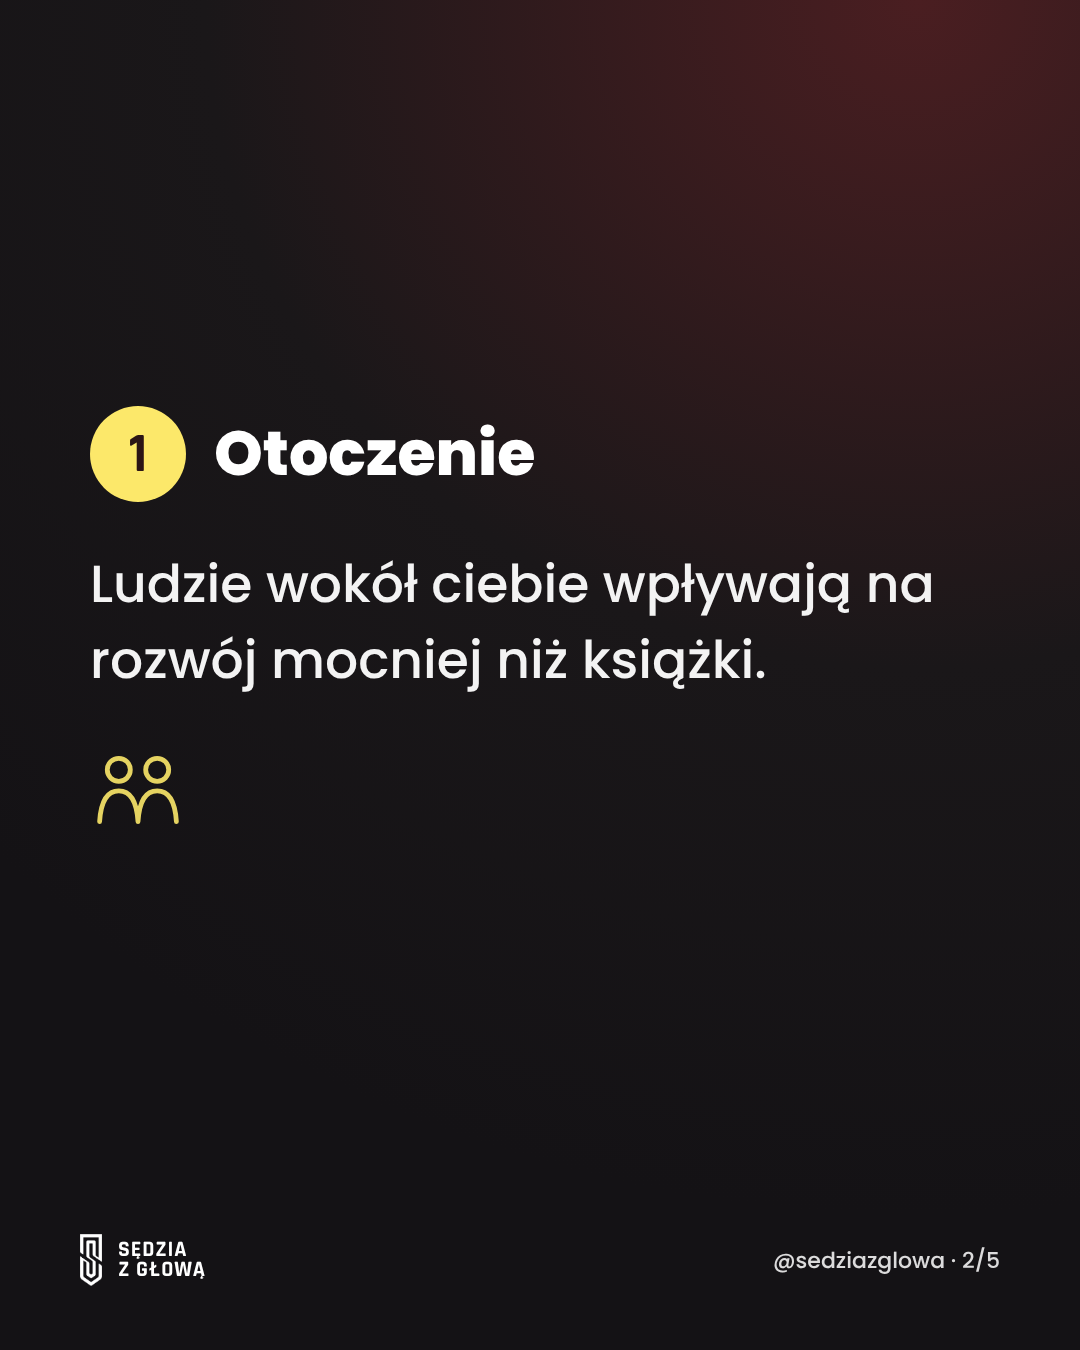 1 Otoczenie
Ludzie wokół ciebie wpływają na
rozwój mocniej niż książki.
SĘDZIA
Z GŁOWĄ
@sedziazglowa · 2/5